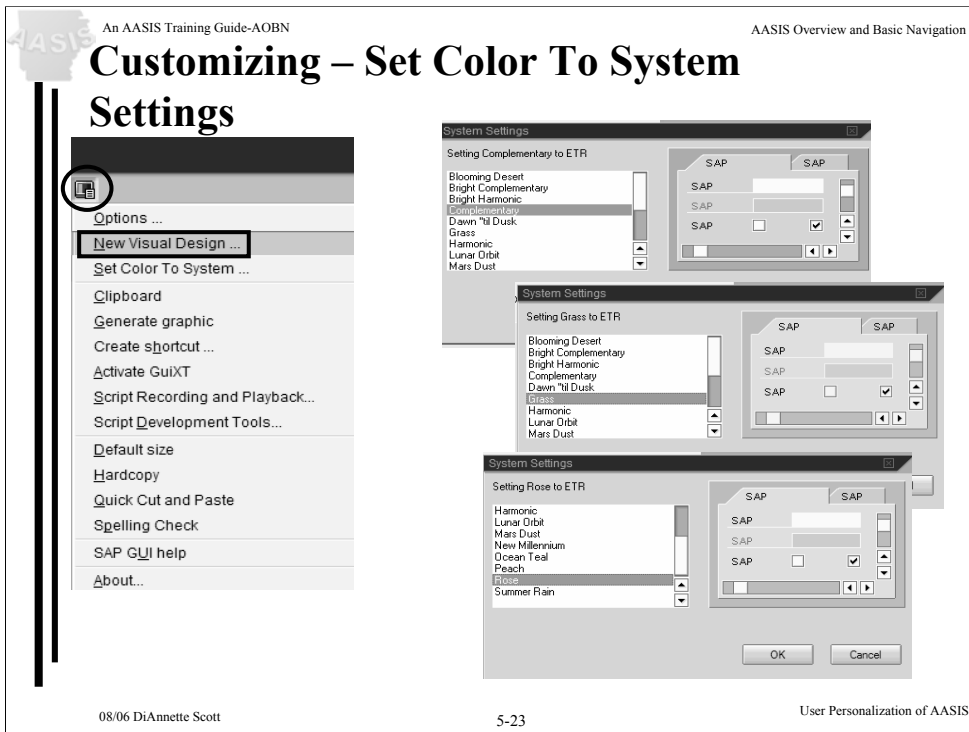 An AASIS Training Guide-AOBN
AASIS Overview and Basic Navigation
AASIS
Customizing – Set Color To System
Settings
Options ...
New Visual Design ...
Set Color To System ...
Clipboard
Generate graphic
Create shortcut ...
Activate GuiXT
Script Recording and Playback...
Script Development Tools...
Default size
Hardcopy
Quick Cut and Paste
Spelling Check
SAP GUI help
About...
System Settings
Setting Complementary to ETR
Blooming Desert
Bright Complementary
Bright Harmonic
Complementary
Dawn "til Dusk
Grass
Harmonic
Lunar Orbit
Mars Dust
SAP
SAP
SAP
SAP
SAP
System Settings
Setting Grass to ETR
Blooming Desert
Bright Complementary
Bright Harmonic
Complementary
Dawn "til Dusk
Grass
Harmonic
Lunar Orbit
Mars Dust
SAP
SAP
SAP
SAP
SAP
System Settings
Setting Rose to ETR
Harmonic
Lunar Orbit
Mars Dust
New Millennium
Ocean Teal
Peach
Rose
Summer Rain
SAP
SAP
SAP
SAP
SAP
OK
Cancel
08/06 DiAnnette Scott
5-23
User Personalization of AASIS